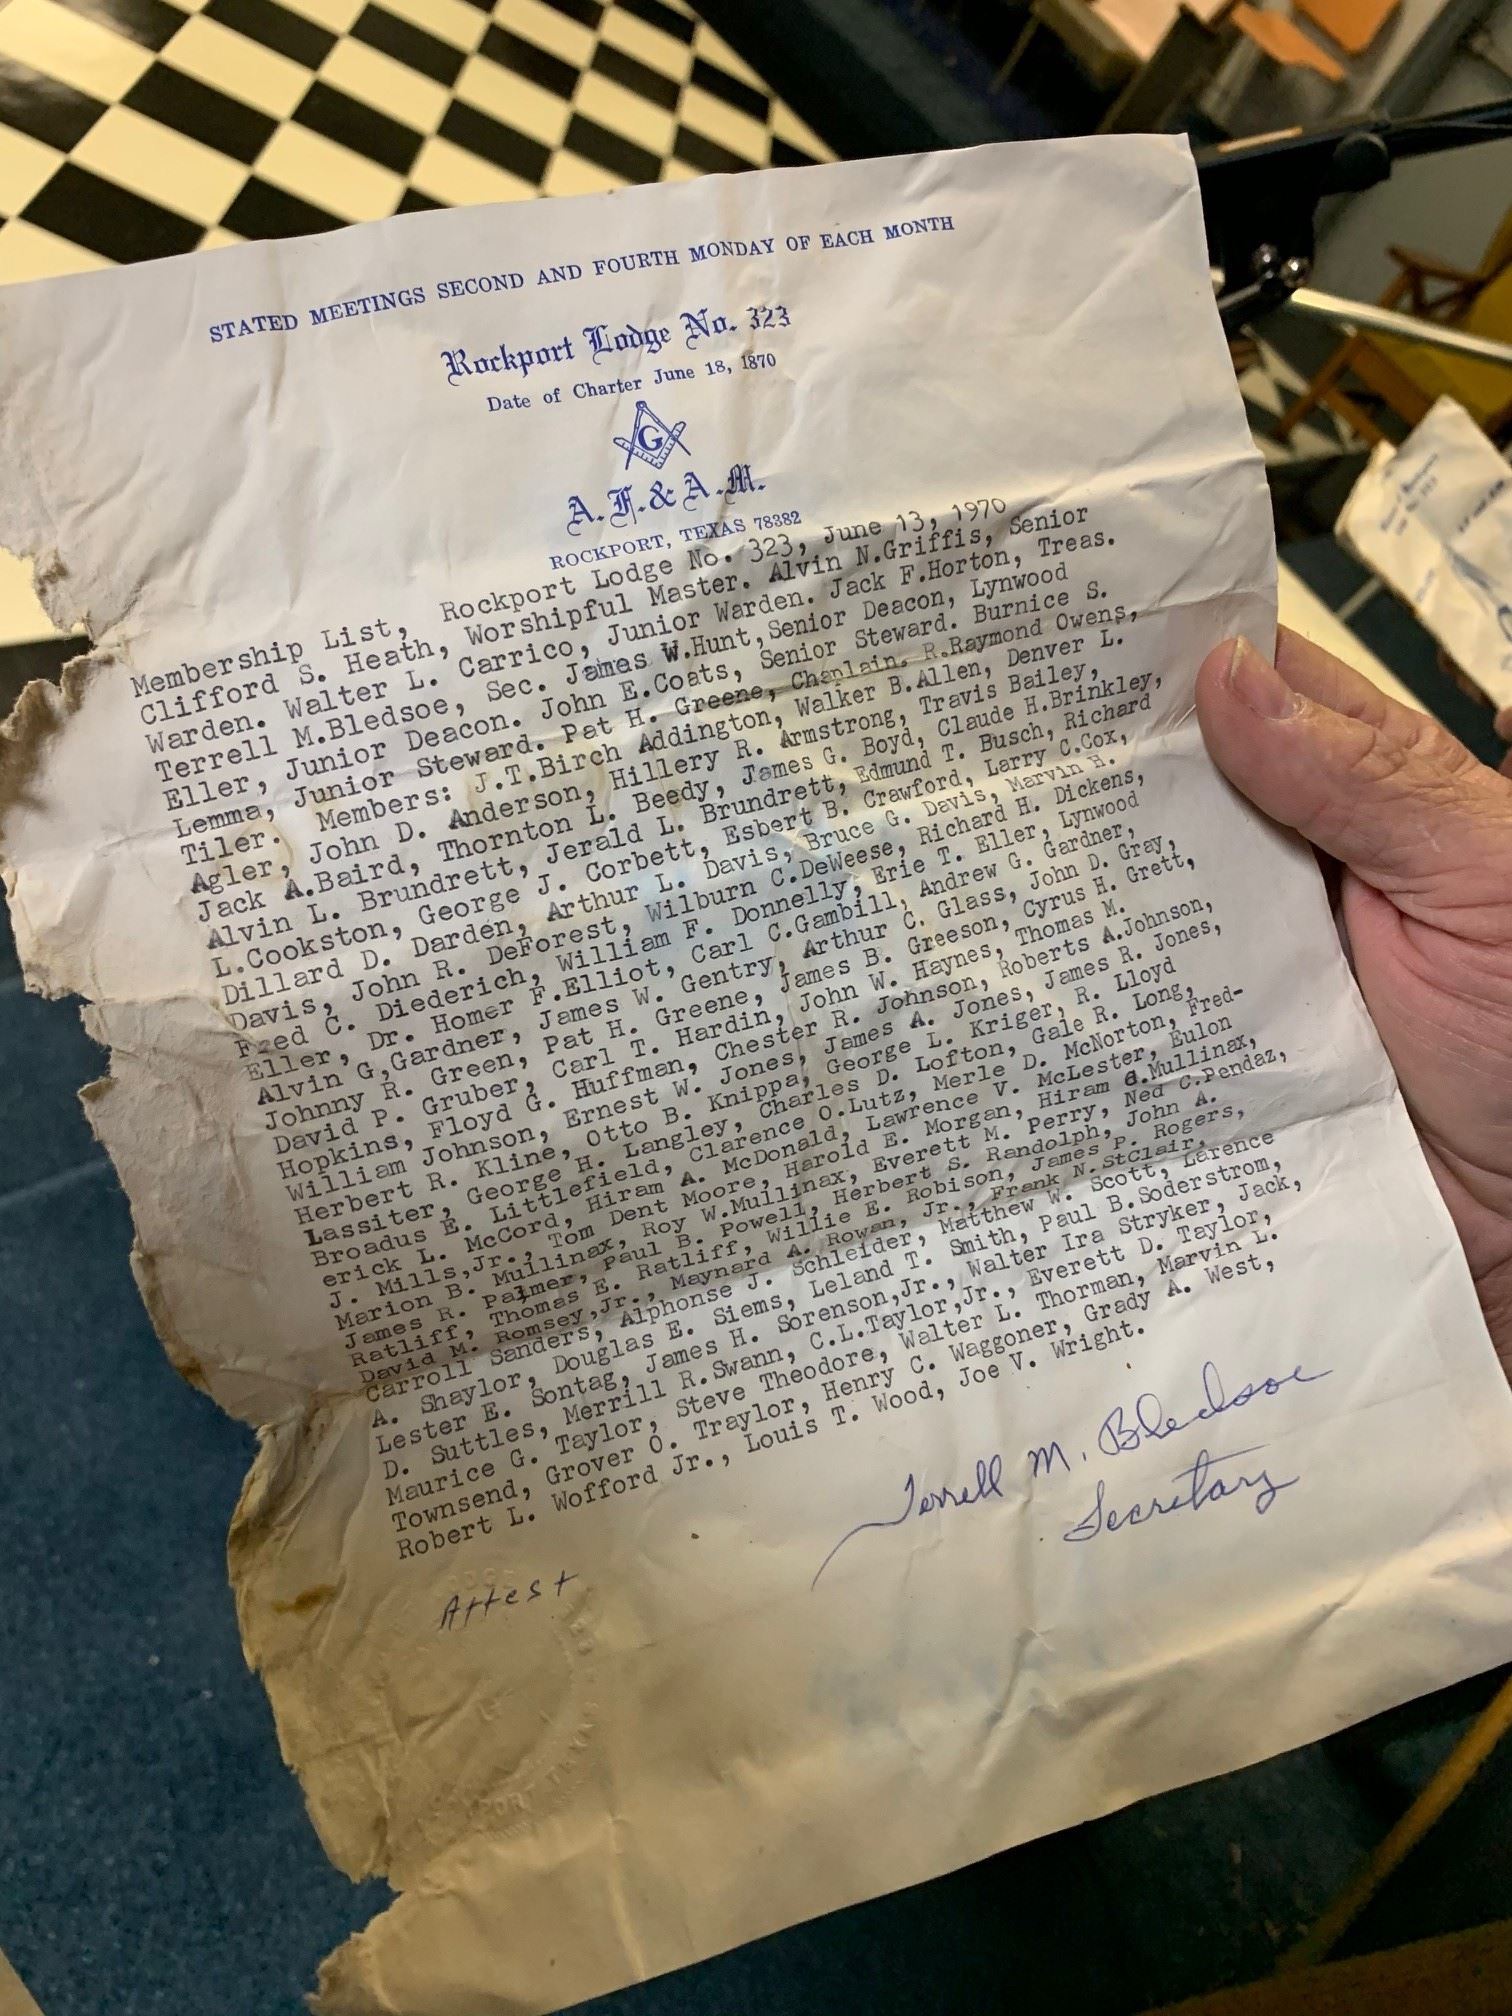 STATED MEETINGS SECOND AND FOURTH MONDAY OF EACH MONTH
Rockport Lodge No. 323
Date of Charter June 18, 1870
G
A.F.&A.M.
ROCKPORT, TEXAS 78382
Membership List, Rockport Lodge No. 323, June 13, 1970
Clifford S. Heath, Worshipful Master. Alvin N.Griffis, Senior
Warden. Walter L. Carrico, Junior Warden. Jack F.Horton, Treas.
Terrell M.Bledsoe, Sec. James W.Hunt,Senior Deacon, Lynwood
Eller, Junior Deacon. John E.Coats, Senior Steward. Burnice S.
Lemma, Junior Steward. Pat H. Greene, Chaplain. R.Raymond Owens,
Tiler. Members: J.T.Birch Addington, Walker B.Allen, Denver L.
Agler, John D. Anderson, Hillery R. Armstrong, Travis Bailey,
Jack A.Baird, Thornton L. Beedy, James G. Boyd, Claude H.Brinkley,
Alvin L. Brundrett, Jerald L. Brundrett, Edmund T. Busch, Richard
L.Cookston, George J. Corbett, Esbert B. Crawford, Larry C.Cox,
Dillard D. Darden, Arthur L. Davis, Bruce G. Davis, Marvin R.
Davis, John R. DeForest, Wilburn C.DeWeese, Richard H. Dickens,
Fred C. Diederich, William F. Donnelly, Erie T. Eller, Lynwood
Eller, Dr. Homer F.Elliot, Carl C.Gambill, Andrew G. Gardner,
Alvin G,Gardner, James W. Gentry, Arthur C. Glass, John D. Gray,
Johnny R. Green, Pat H. Greene, James B. Greeson, Cyrus H. Grett,
David P. Gruber, Carl T. Hardin, John W. Haynes, Thomas M.
Hopkins, Floyd G. Huffman, Chester R. Johnson, Roberts A.Johnson,
William Johnson, Ernest W. Jones, James A. Jones, James R. Jones,
Herbert R. Kline, Otto B. Knippa, George L. Kriger, R. Lloyd
Lassiter, George H. Langley, Charles D. Lofton, Gale R. Long,
Broadus E. Littlefield, Clarence O.Lutz, Merle D. McNorton, Fred-
erick L. McCord, Hiram A. McDonald, Lawrence V. McLester, Eulon
J. Mills,Jr., Tom Dent Moore, Harold E. Morgan, Hiram G.Mullinax,
Marion B. Mullinax, Roy W.Mullinax, Everett M. Perry, Ned C.Pendaz,
James R. Palmer, Paul B. Powell, Herbert S. Randolph, John A.
Ratliff, Thomas E. Ratliff, Willie E. Robison, James P. Rogers,
David M. Romsey,Jr., Maynard A. Rowan, Jr., Frank N.StClair,
Carroll Sanders, Alphonse J. Schleider, Matthew W. Scott, Larence
A. Shaylor, Douglas E. Siems, Leland T. Smith, Paul B.Soderstrom,
Lester E. Sontag, James H. Sorenson,Jr., Walter Ira Stryker, Jack,
D. Suttles, Merrill R.Swann, C.L.Taylor,Jr., Everett D. Taylor,
Maurice G. Taylor, Steve Theodore, Walter L. Thorman, Marvin L.
Townsend, Grover O. Traylor, Henry C. Waggoner, Grady A. West,
Robert L. Wofford Jr., Louis T. Wood, Joe V. Wright.
Terrell M. Bledsoe
Secretary
Attest